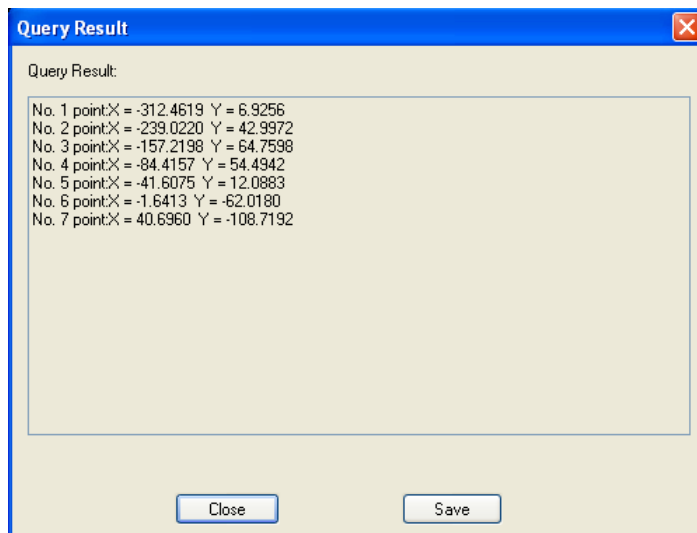 Query Result
Query Result:
No. 1 point:X = -312.4619 Y = 6.9256
No. 2 point:X = -239.0220 Y = 42.9972
No. 3 point:X = -157.2198 Y = 64.7598
No. 4 point:X = -84.4157 Y = 54.4942
No. 5 point:X = -41.6075 Y = 12.0883
No. 6 point:X = -1.6413 Y = -62.0180
No. 7 point:X = 40.6960 Y = -108.7192
Close
Save